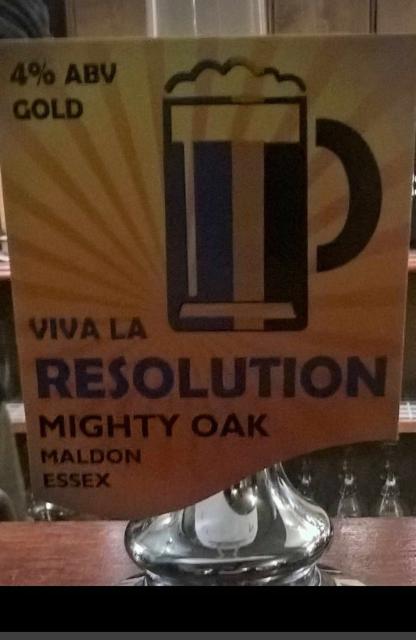 4% ABV
GOLD
VIVA LA
RESOLUTION
MIGHTY OAK
MALDON
ESSEX